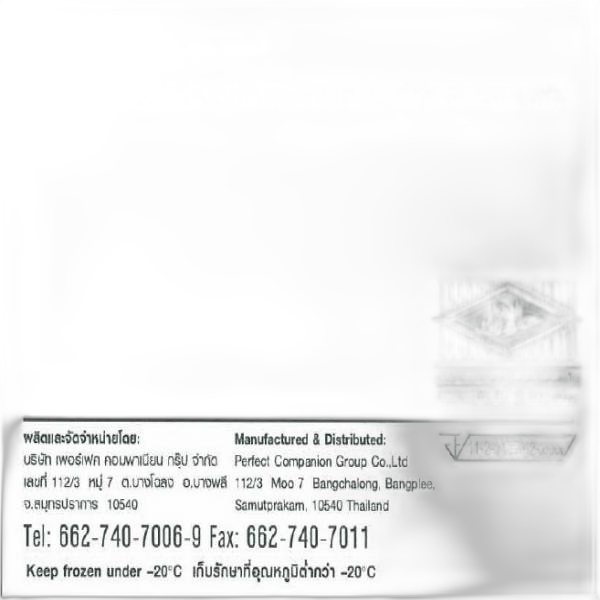 ผลิตและจัดจำหน่ายโดย:
บริษัท เพอร์เฟค คอมพาเนียน กรุ๊ป จำกัด
เลขที่ 112/3 หมู่ 7 ต.บางโฉลง อ.บางพลี
จ.สมุทรปราการ 10540
Manufactured & Distributed:
Perfect Companion Group Co.,Ltd
112/3 Moo 7 Bangchalong, Bangplee,
Samutprakarn, 10540 Thailand
Tel: 662-740-7006-9 Fax: 662-740-7011
Keep frozen under -20°C เก็บรักษาที่อุณหภูมิต่ำกว่า -20°C